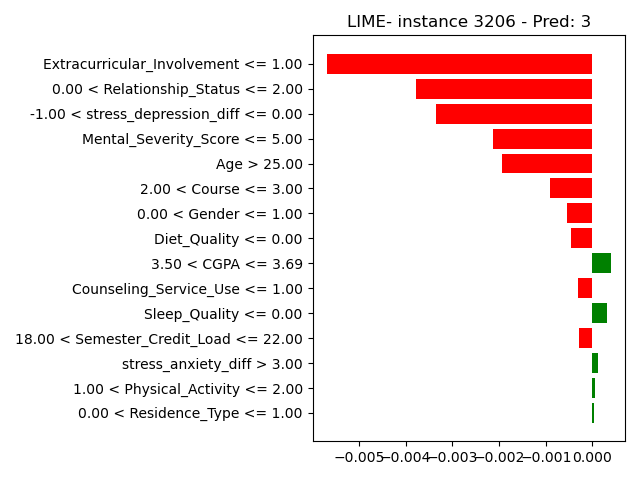 LIME- instance 3206 - Pred: 3
Extracurricular_Involvement <= 1.00
0.00 < Relationship_Status <= 2.00
-1.00 < stress_depression_diff <= 0.00
Mental_Severity_Score <= 5.00
Age > 25.00
2.00 < Course <= 3.00
0.00 < Gender <= 1.00
Diet_Quality <= 0.00
3.50 < CGPA <= 3.69
Counseling_Service_Use <= 1.00
Sleep_Quality <= 0.00
18.00 < Semester_Credit_Load <= 22.00
stress_anxiety_diff > 3.00
1.00 < Physical_Activity <= 2.00
0.00 < Residence_Type <= 1.00
−0.005 −0.004 −0.003 −0.002 −0.001 0.000